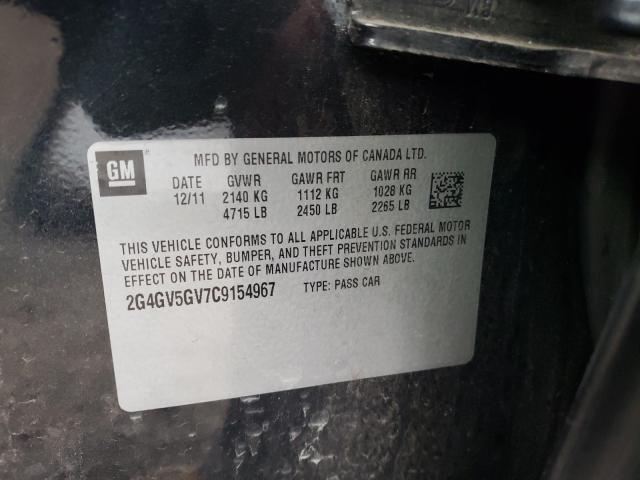 GM
MFD BY GENERAL MOTORS OF CANADA LTD.
DATE GVWR GAWR FRT GAWR RR
12/11 2140 KG 1112 KG 1028 KG
4715 LB 2450 LB 2265 LB
THIS VEHICLE CONFORMS TO ALL APPLICABLE U.S. FEDERAL MOTOR
VEHICLE SAFETY, BUMPER, AND THEFT PREVENTION STANDARDS IN
EFFECT ON THE DATE OF MANUFACTURE SHOWN ABOVE.
2G4GV5GV7C9154967 TYPE: PASS CAR